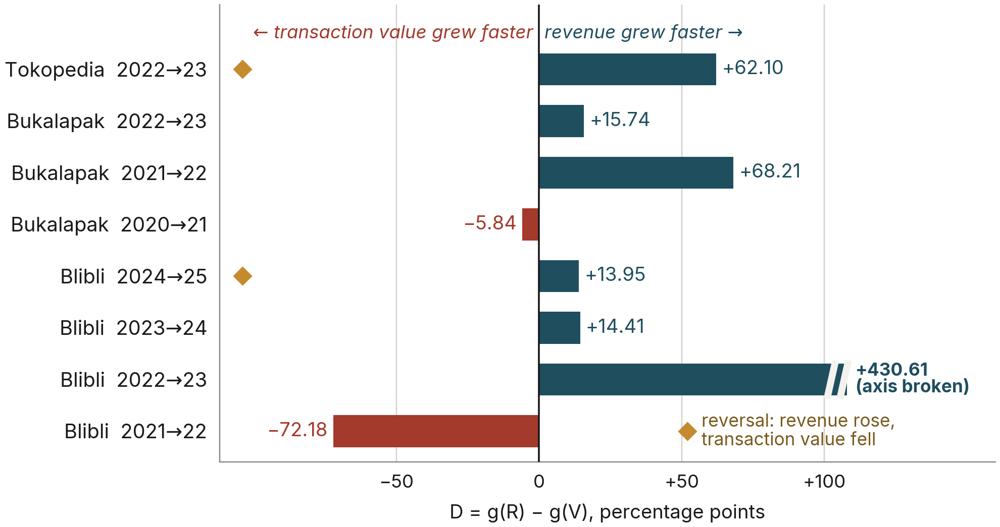 ← transaction value grew faster
revenue grew faster →
Tokopedia 2022→23
+62.10
Bukalapak 2022→23
+15.74
Bukalapak 2021→22
+68.21
Bukalapak 2020→21
−5.84
Blibli 2024→25
+13.95
Blibli 2023→24
+14.41
Blibli 2022→23
+430.61
(axis broken)
Blibli 2021→22
−72.18
reversal: revenue rose,
transaction value fell
−50 0 +50 +100
D = g(R) − g(V), percentage points